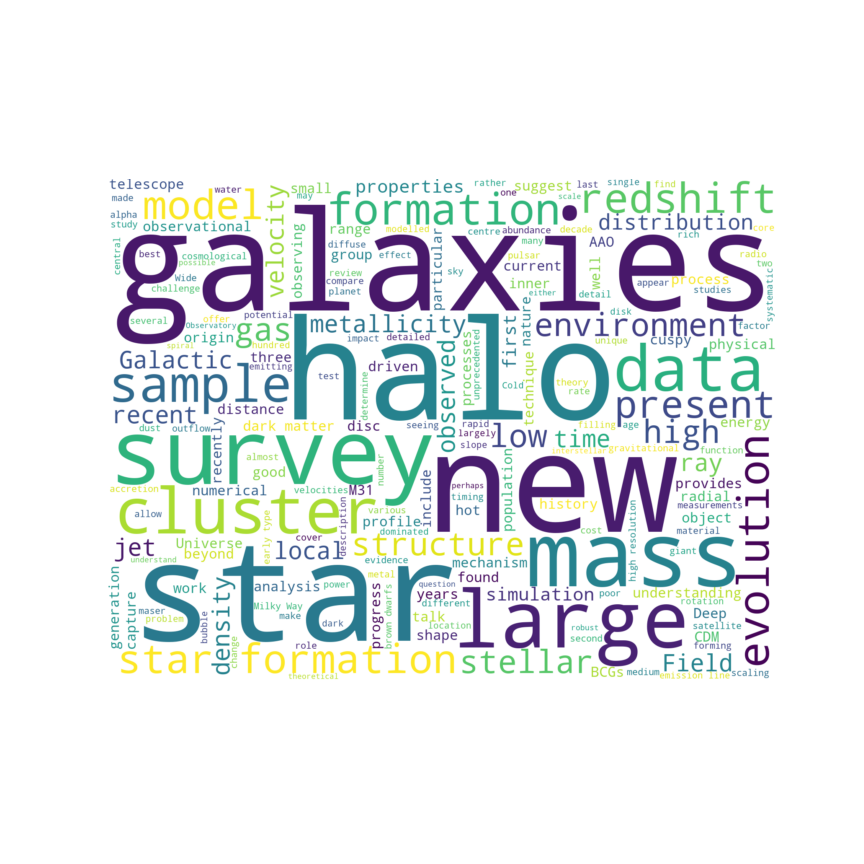 telescope
made
water
alpha
study
model
observational
central
best
Wide
cosmological
challenge
planet
several
potential
Observatory
hundred
offer
origin
spiral
emitting
velocity
small
may
observing
diffuse
range
group
review
effect
compare
properties
formation
modelled
centre
sky
particular
rather
one
abundance
many
pulsar
current
inner
suggest
last
single
possible
decade
AAO
well
detail
appear
find
scale
redshift
distribution
rich
process
studies
core
radio
two
systematic
disk
factor
galaxies
gas
metallicity
impact
detailed
Galactic
three
driven
test
determine
sample
recent
distance
dust
outflow
recently
dark matter
disc
seeing
halo
observed
processes
unprecedented
first
nature
technique
either
Cold
theory
rate
unique
environment
cuspy
physical
data
present
filling
age
energy
gravitational
function
high
low
time
interstellar
rapid
largely
slope
survey
almost
good
number
numerical
velocities
M31
accretion
allow
various
cluster
early type
description
profile
dominated
include
perhaps
timing
hot
population
new
history
cost
ray
provides
radial
object
measurements
material
high resolution
giant
evolution
jet
Universe
beyond
cover
local
evidence
structure
mechanism
mass
understand
generation
capture
work
density
analysis
power
metal
question
found
simulation
poor
understanding
rotation
maser
problem
bubble
Milky Way
make
change
role
dark
star
years
progress
brown dwarfs
different
talk
location
shape
robust
second
large
Deep
satellite
CDM
forming
star formation
theoretical
stellar
BCGs
medium
Field
emission line
scaling